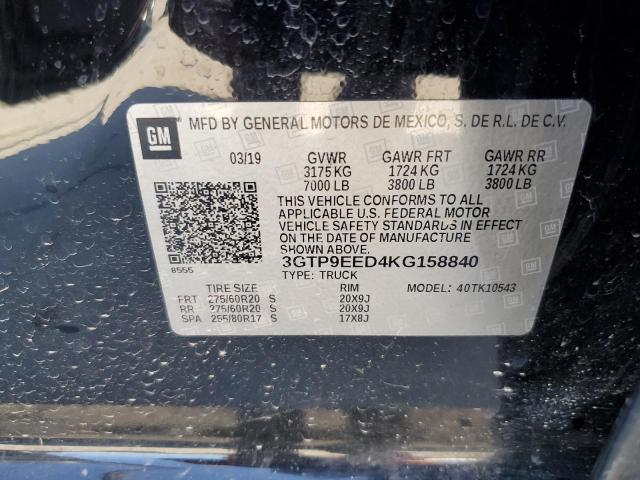 GM MFD BY GENERAL MOTORS DE MEXICO, S. DE R.L. DE C.V.
03/19 GVWR GAWR FRT GAWR RR
3175 KG 1724 KG 1724 KG
7000 LB 3800 LB 3800 LB
THIS VEHICLE CONFORMS TO ALL
APPLICABLE U.S. FEDERAL MOTOR
VEHICLE SAFETY STANDARDS IN EFFECT
ON THE DATE OF MANUFACTURE
SHOWN ABOVE.
8555
3GTP9EED4KG158840
TYPE: TRUCK MODEL: 40TK10543
TIRE SIZE RIM
FRT 275/60R20 S 20X9J
RR 275/60R20 S 20X9J
SPA 255/80R17 S 17X8J